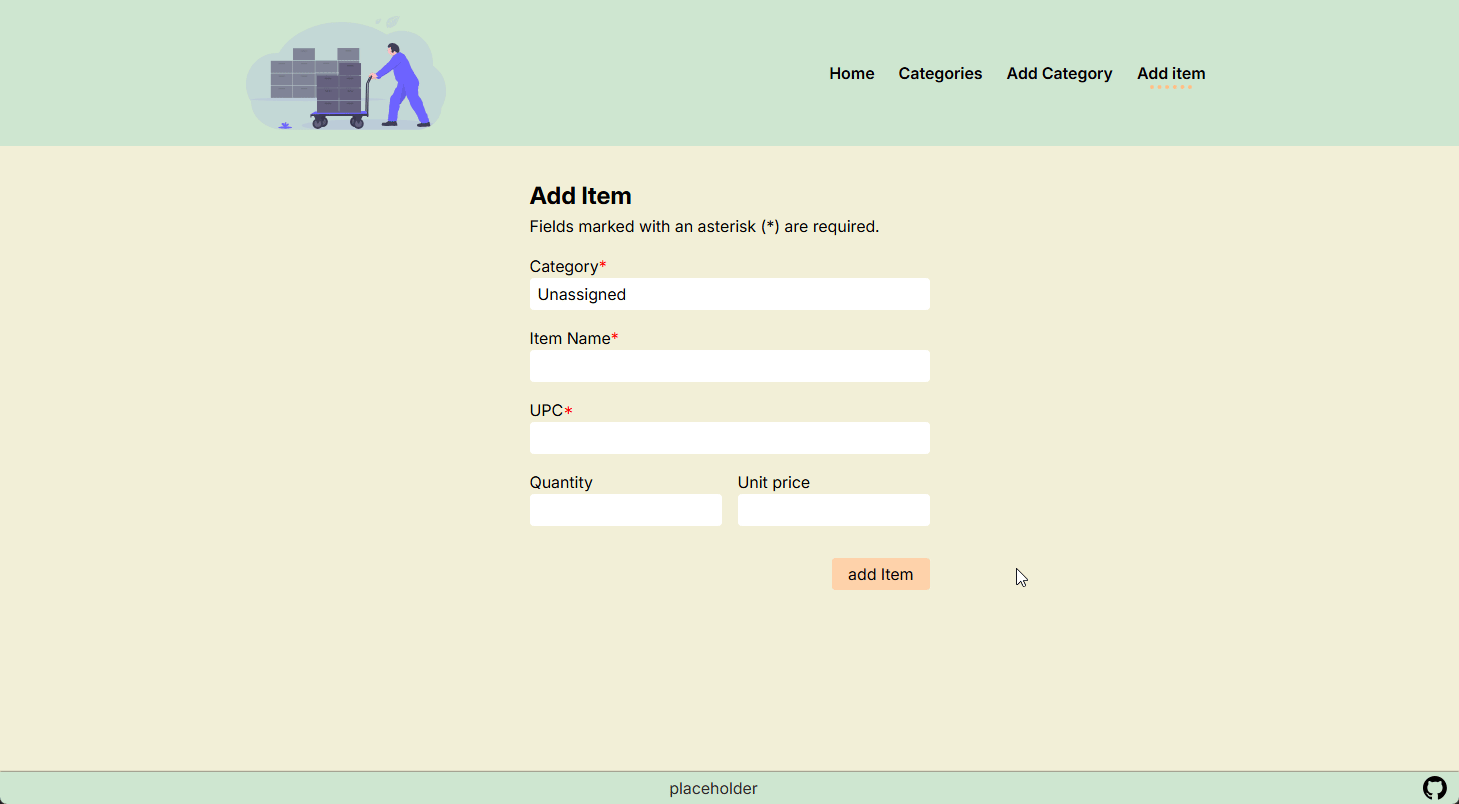 Home Categories Add Category Add item
Add Item
Fields marked with an asterisk (*) are required.
Category*
Unassigned
Item Name*
UPC*
Quantity Unit price
add Item
placeholder